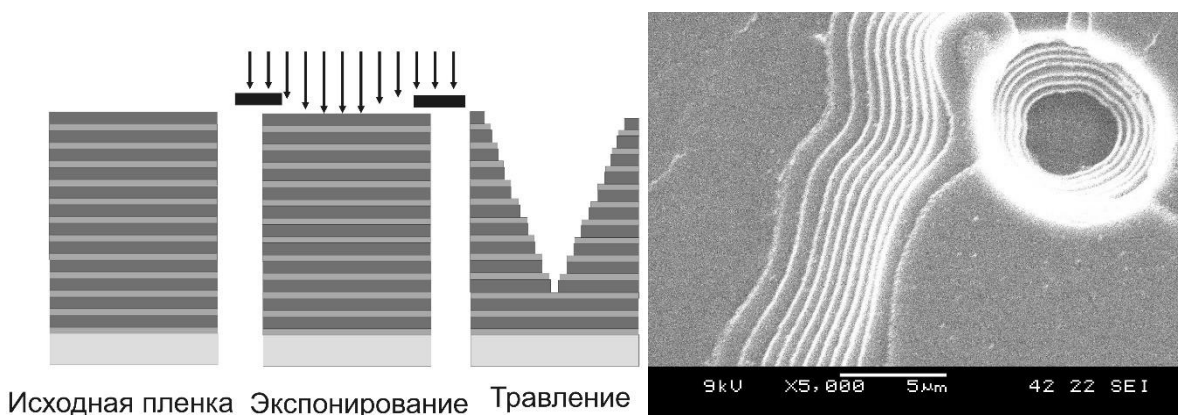 Исходная пленка Экспонирование Травление
9kV X5,000 5μm 42 22 SEI